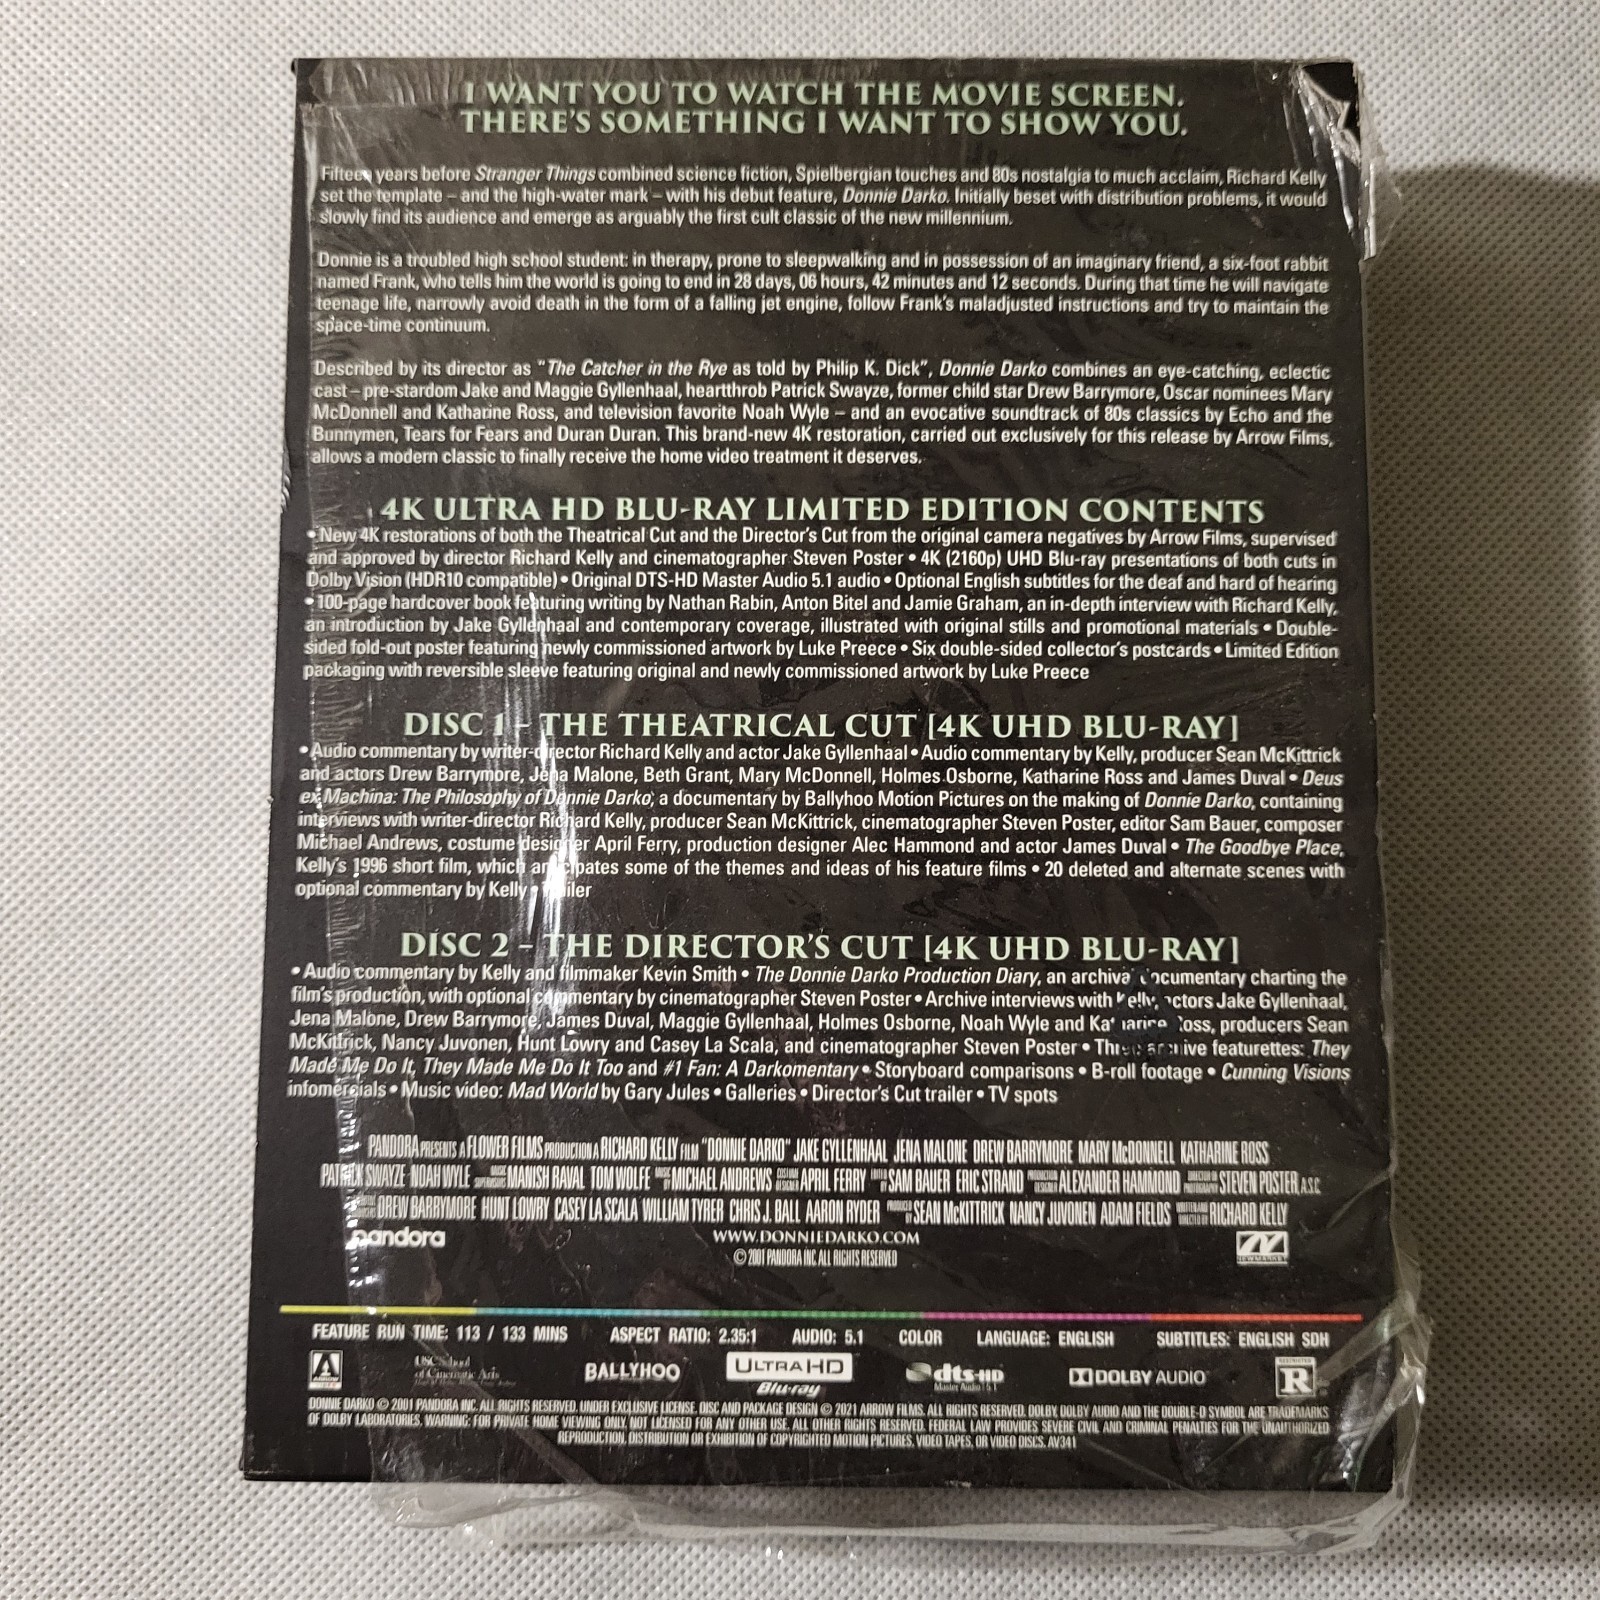 I WANT YOU TO WATCH THE MOVIE SCREEN.
THERE'S SOMETHING I WANT TO SHOW YOU.
Fifteen years before Stranger Things combined science fiction, Spielbergian touches and 80s nostalgia to much acclaim, Richard Kelly
set the template – and the high-water mark – with his debut feature, Donnie Darko. Initially beset with distribution problems, it would
slowly find its audience and emerge as arguably the first cult classic of the new millennium.
Donnie is a troubled high school student: in therapy, prone to sleepwalking and in possession of an imaginary friend, a six-foot rabbit
named Frank, who tells him the world is going to end in 28 days, 06 hours, 42 minutes and 12 seconds. During that time he will navigate
teenage life, narrowly avoid death in the form of a falling jet engine, follow Frank's maladjusted instructions and try to maintain the
space-time continuum.
Described by its director as "The Catcher in the Rye as told by Philip K. Dick", Donnie Darko combines an eye-catching, eclectic
cast – pre-stardom Jake and Maggie Gyllenhaal, heartthrob Patrick Swayze, former child star Drew Barrymore, Oscar nominees Mary
McDonnell and Katharine Ross, and television favorite Noah Wyle – and an evocative soundtrack of 80s classics by Echo and the
Bunnymen, Tears for Fears and Duran Duran. This brand-new 4K restoration, carried out exclusively for this release by Arrow Films,
allows a modern classic to finally receive the home video treatment it deserves.
4K ULTRA HD BLU-RAY LIMITED EDITION CONTENTS
• New 4K restorations of both the Theatrical Cut and the Director's Cut from the original camera negatives by Arrow Films, supervised
and approved by director Richard Kelly and cinematographer Steven Poster • 4K (2160p) UHD Blu-ray presentations of both cuts in
Dolby Vision (HDR10 compatible) • Original DTS-HD Master Audio 5.1 audio • Optional English subtitles for the deaf and hard of hearing
• 100-page hardcover book featuring writing by Nathan Rabin, Anton Bitel and Jamie Graham, an in-depth interview with Richard Kelly,
an introduction by Jake Gyllenhaal and contemporary coverage, illustrated with original stills and promotional materials • Double-
sided fold-out poster featuring newly commissioned artwork by Luke Preece • Six double-sided collector's postcards • Limited Edition
packaging with reversible sleeve featuring original and newly commissioned artwork by Luke Preece
DISC 1 – THE THEATRICAL CUT [4K UHD BLU-RAY]
• Audio commentary by writer-director Richard Kelly and actor Jake Gyllenhaal • Audio commentary by Kelly, producer Sean McKittrick
and actors Drew Barrymore, Jena Malone, Beth Grant, Mary McDonnell, Holmes Osborne, Katharine Ross and James Duval • Deus
ex Machina: The Philosophy of Donnie Darko, a documentary by Ballyhoo Motion Pictures on the making of Donnie Darko, containing
interviews with writer-director Richard Kelly, producer Sean McKittrick, cinematographer Steven Poster, editor Sam Bauer, composer
Michael Andrews, costume designer April Ferry, production designer Alec Hammond and actor James Duval • The Goodbye Place,
Kelly's 1996 short film, which anticipates some of the themes and ideas of his feature films • 20 deleted and alternate scenes with
optional commentary by Kelly • Trailer
DISC 2 – THE DIRECTOR'S CUT [4K UHD BLU-RAY]
• Audio commentary by Kelly and filmmaker Kevin Smith • The Donnie Darko Production Diary, an archival documentary charting the
film's production, with optional commentary by cinematographer Steven Poster • Archive interviews with Kelly, actors Jake Gyllenhaal,
Jena Malone, Drew Barrymore, James Duval, Maggie Gyllenhaal, Holmes Osborne, Noah Wyle and Katharine Ross, producers Sean
McKittrick, Nancy Juvonen, Hunt Lowry and Casey La Scala, and cinematographer Steven Poster • Three archive featurettes: They
Made Me Do It, They Made Me Do It Too and #1 Fan: A Darkomentary • Storyboard comparisons • B-roll footage • Cunning Visions
infomercials • Music video: Mad World by Gary Jules • Galleries • Director's Cut trailer • TV spots
PANDORA PRESENTS A FLOWER FILMS PRODUCTION A RICHARD KELLY FILM "DONNIE DARKO" JAKE GYLLENHAAL JENA MALONE DREW BARRYMORE MARY McDONNELL KATHARINE ROSS
PATRICK SWAYZE NOAH WYLE MANISH RAVAL TOM WOLFE MICHAEL ANDREWS APRIL FERRY SAM BAUER ERIC STRAND ALEXANDER HAMMOND STEVEN POSTER, A.S.C.
DREW BARRYMORE HUNT LOWRY CASEY LA SCALA WILLIAM TYRER CHRIS J. BALL AARON RYDER SEAN McKITTRICK NANCY JUVONEN ADAM FIELDS RICHARD KELLY
pandora WWW.DONNIEDARKO.COM NEWMARKET
© 2001 PANDORA INC. ALL RIGHTS RESERVED
FEATURE RUN TIME: 113 / 133 MINS ASPECT RATIO: 2.35:1 AUDIO: 5.1 COLOR LANGUAGE: ENGLISH SUBTITLES: ENGLISH SDH
ARROW USC School of Cinematic Arts BALLYHOO ULTRA HD Blu-ray dts-HD Master Audio 5.1 DOLBY AUDIO RESTRICTED R
DONNIE DARKO © 2001 PANDORA INC. ALL RIGHTS RESERVED. UNDER EXCLUSIVE LICENSE. DISC AND PACKAGE DESIGN © 2021 ARROW FILMS. ALL RIGHTS RESERVED. DOLBY, DOLBY AUDIO AND THE DOUBLE-D SYMBOL ARE TRADEMARKS
OF DOLBY LABORATORIES. WARNING: FOR PRIVATE HOME VIEWING ONLY, NOT LICENSED FOR ANY OTHER USE. ALL OTHER RIGHTS RESERVED. FEDERAL LAW PROVIDES SEVERE CIVIL AND CRIMINAL PENALTIES FOR THE UNAUTHORIZED
REPRODUCTION, DISTRIBUTION OR EXHIBITION OF COPYRIGHTED MOTION PICTURES, VIDEO TAPES, OR VIDEO DISCS. AV341